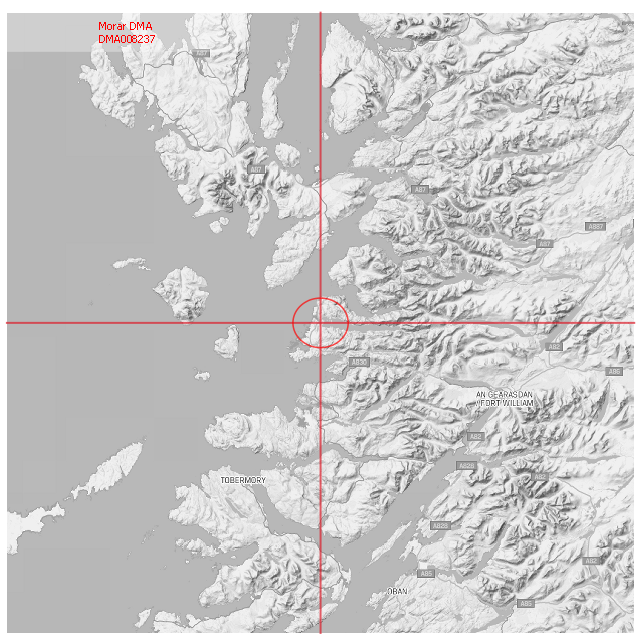 Morar DMA
DMA008237
A87
A87
A87
A887
A87
A82
A830
A86
AN GEARASDAN
/ FORT WILLIAM
A82
A828
A82
TOBERMORY
A828
A82
A85
OBAN
A85